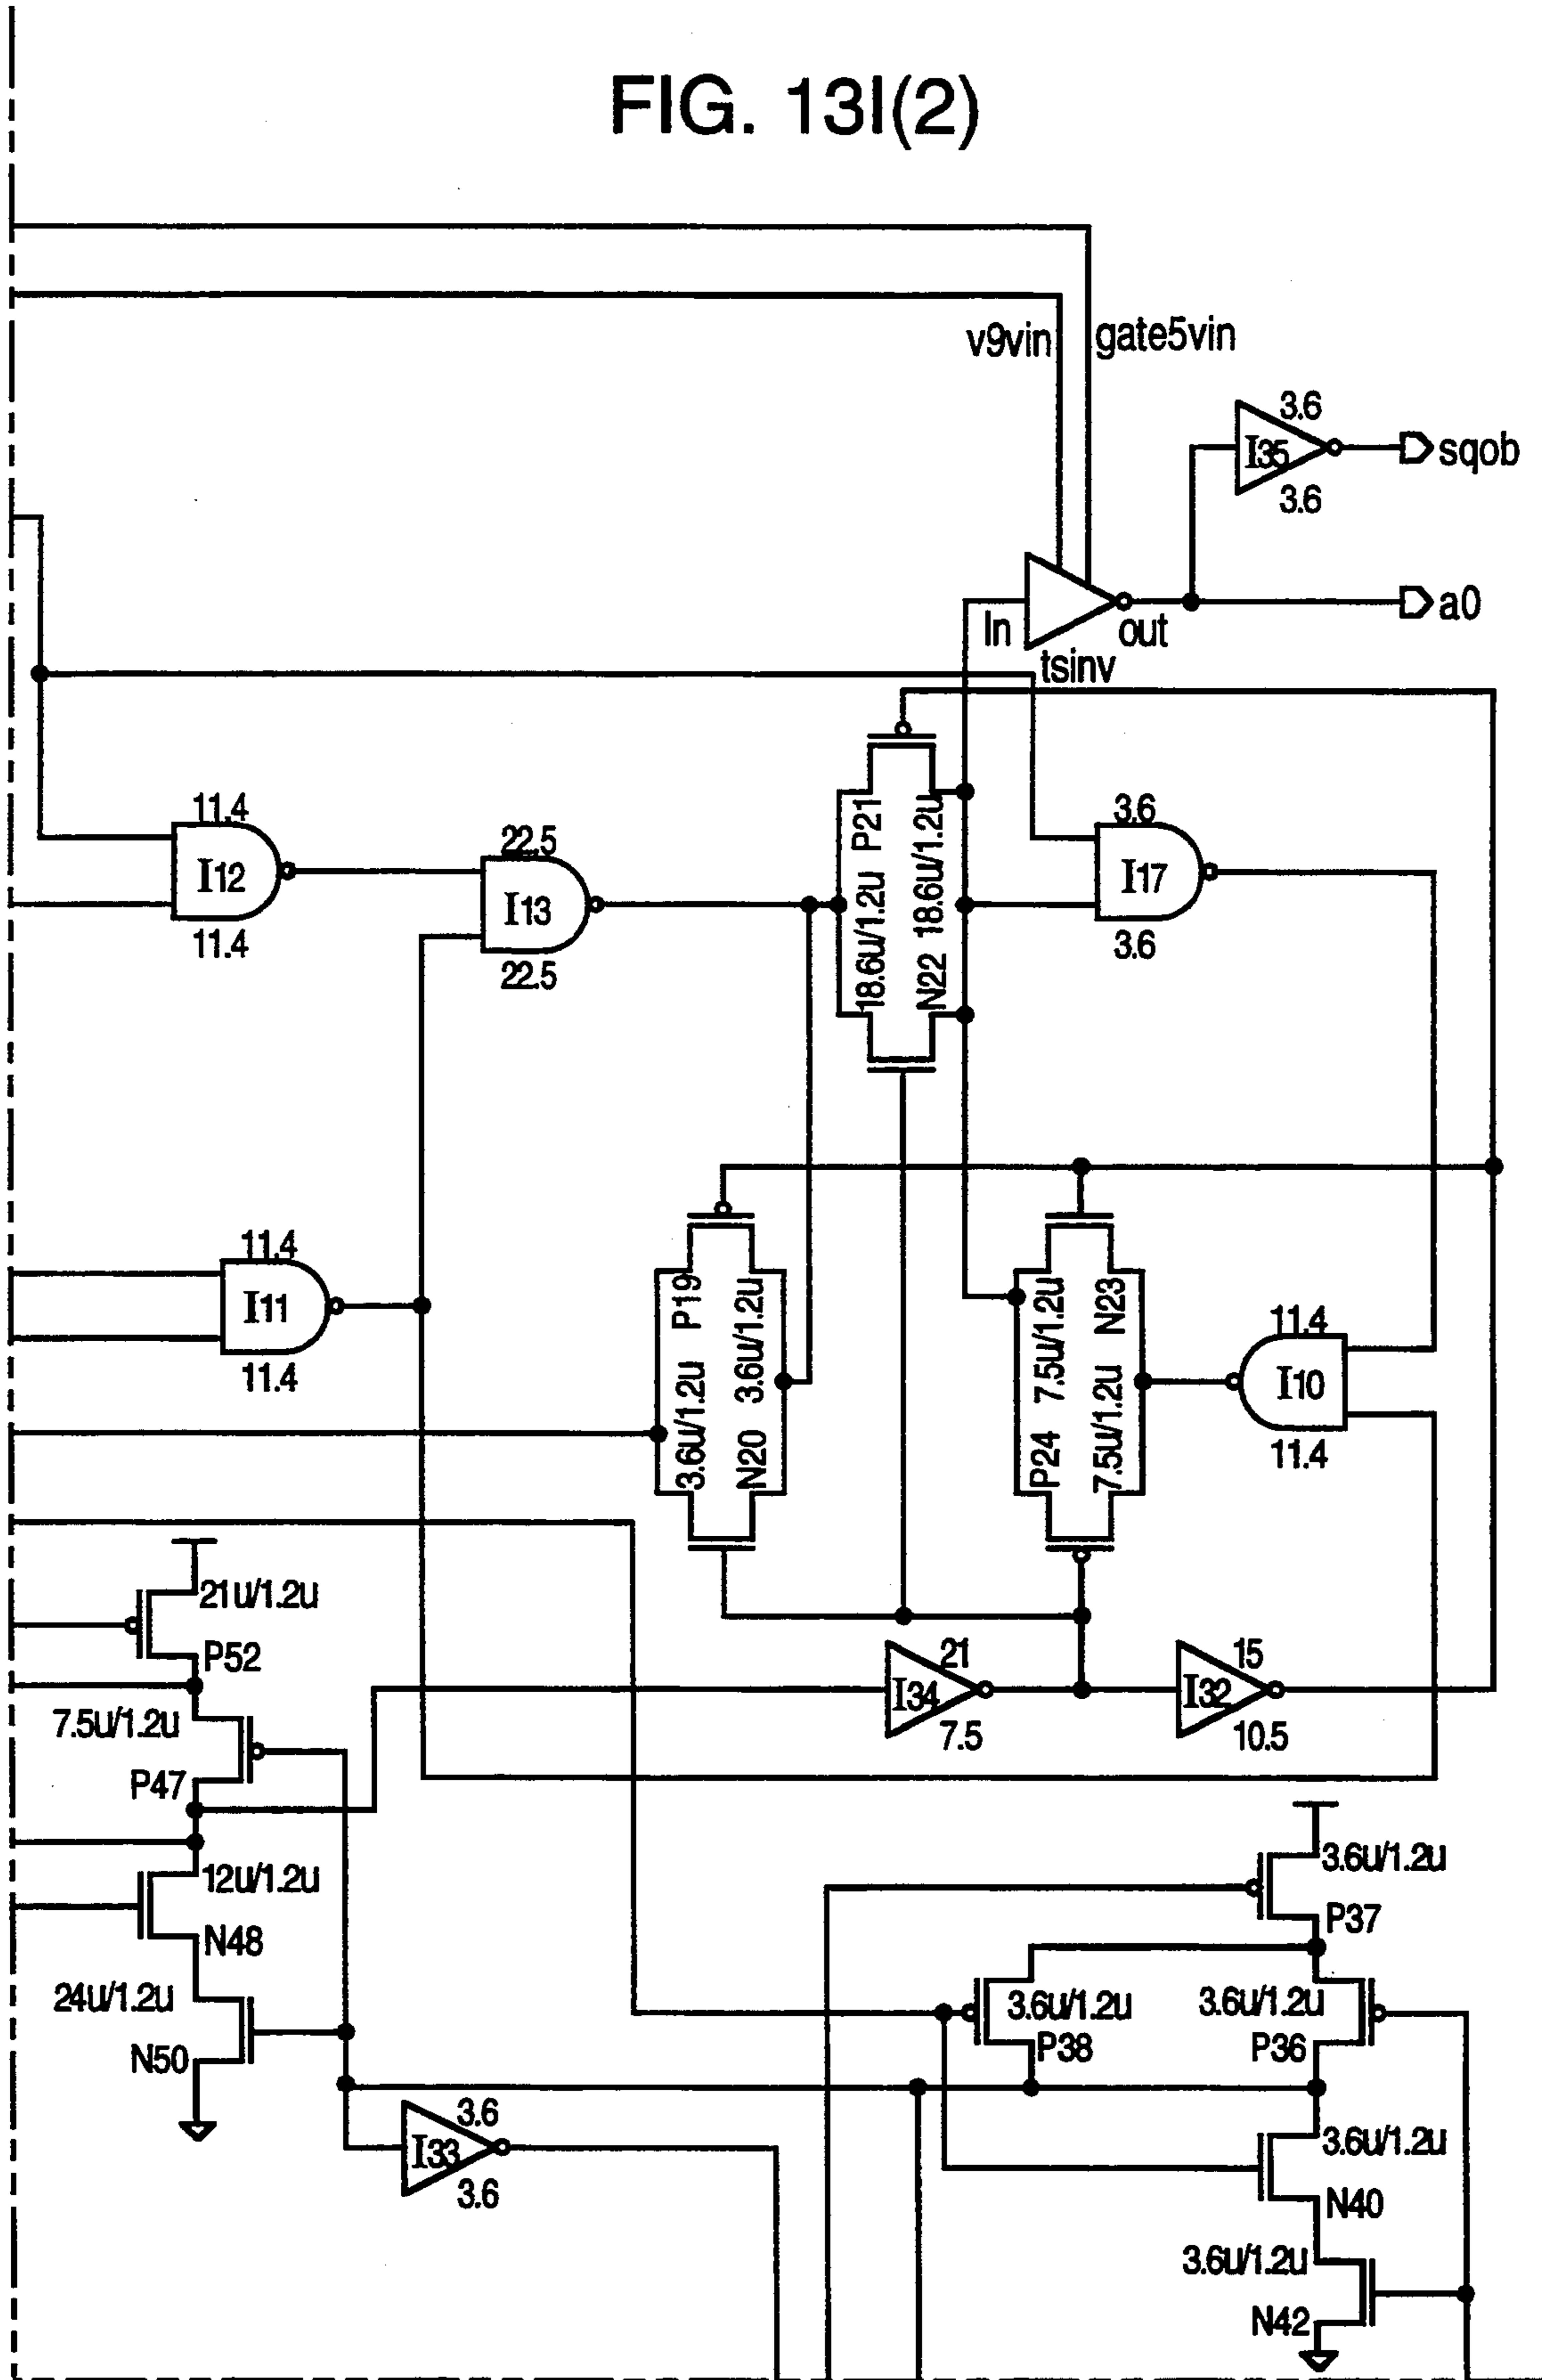 FIG. 13I(2)
v9vin
gate5vin
3.6
I35
3.6
sqob
In
out
a0
tsinv
11.4
I12
11.4
22.5
I13
22.5
18.6u/1.2u P21
N22 18.6u/1.2u
3.6
I17
3.6
11.4
I11
11.4
3.6u/1.2u P19
N20 3.6u/1.2u
P24 7.5u/1.2u
7.5u/1.2u N23
11.4
I10
11.4
21u/1.2u
P52
7.5u/1.2u
P47
21
I34
7.5
15
I32
10.5
12u/1.2u
N48
24u/1.2u
N50
3.6
I33
3.6
3.6u/1.2u
P37
3.6u/1.2u
P38
3.6u/1.2u
P36
3.6u/1.2u
N40
3.6u/1.2u
N42